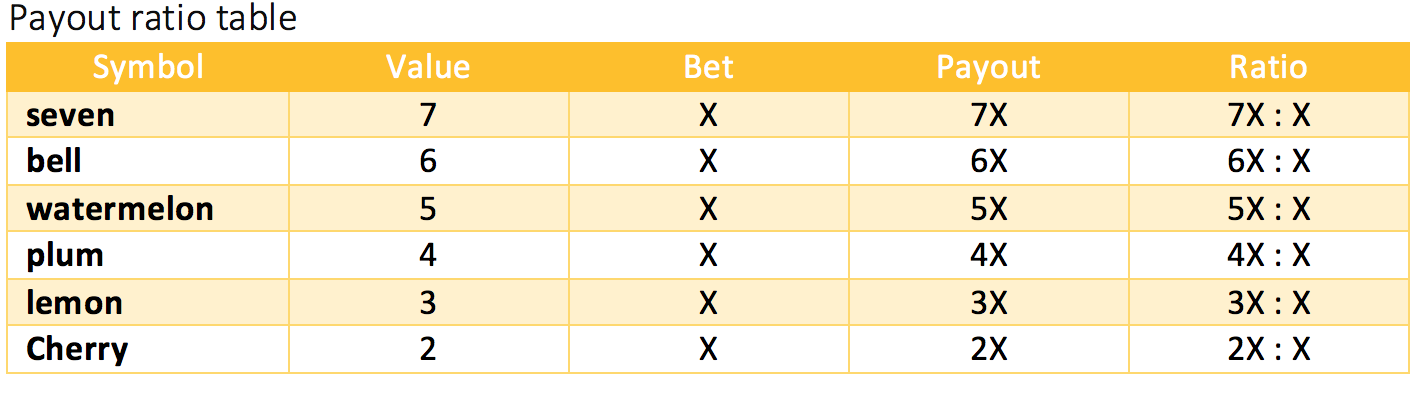 Payout ratio table
Symbol Value Bet Payout Ratio
seven 7 X 7X 7X : X
bell 6 X 6X 6X : X
watermelon 5 X 5X 5X : X
plum 4 X 4X 4X : X
lemon 3 X 3X 3X : X
Cherry 2 X 2X 2X : X